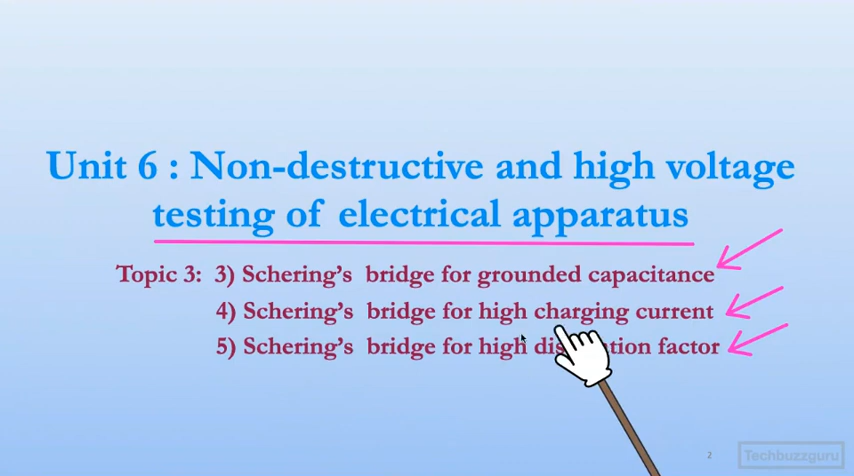 Unit 6 : Non-destructive and high voltage
testing of electrical apparatus
Topic 3: 3) Schering's bridge for grounded capacitance
4) Schering's bridge for high charging current
5) Schering's bridge for high factor
2
Techbuzzguru